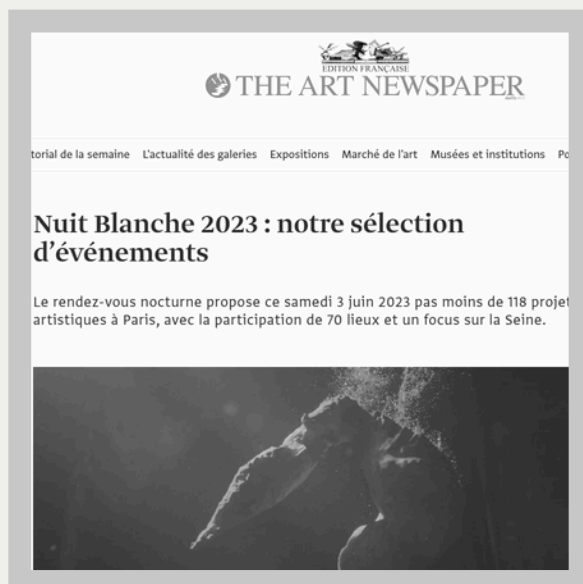 EDITION FRANÇAISE
THE ART NEWSPAPER
torial de la semaine L'actualité des galeries Expositions Marché de l'art Musées et institutions Po
Nuit Blanche 2023 : notre sélection
d'événements
Le rendez-vous nocturne propose ce samedi 3 juin 2023 pas moins de 118 projet
artistiques à Paris, avec la participation de 70 lieux et un focus sur la Seine.